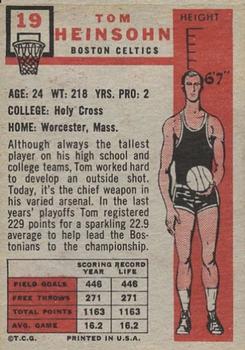 19
TOM
HEINSOHN
BOSTON CELTICS
HEIGHT
6'7"
AGE: 24 WT: 218 YRS. PRO: 2
COLLEGE: Holy Cross
HOME: Worcester, Mass.
Although always the tallest
player on his high school and
college teams, Tom worked hard
to develop an outside shot.
Today, it's the chief weapon in
his varied arsenal. In the last
years' playoffs Tom registered
229 points for a sparkling 22.9
average to help lead the Bos-
tonians to the championship.
SCORING RECORD
YEAR LIFE
FIELD GOALS 446 446
FREE THROWS 271 271
TOTAL POINTS 1163 1163
AVG. GAME 16.2 16.2
©T.C.G. PRINTED IN U.S.A.